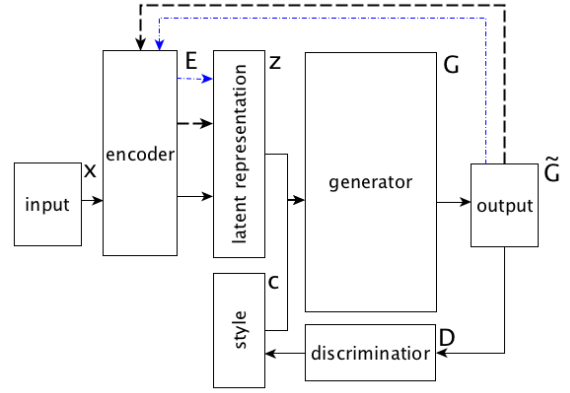 E
z
G
x
encoder
latent representation
generator
G̃
input
output
c
style
D
discriminatior